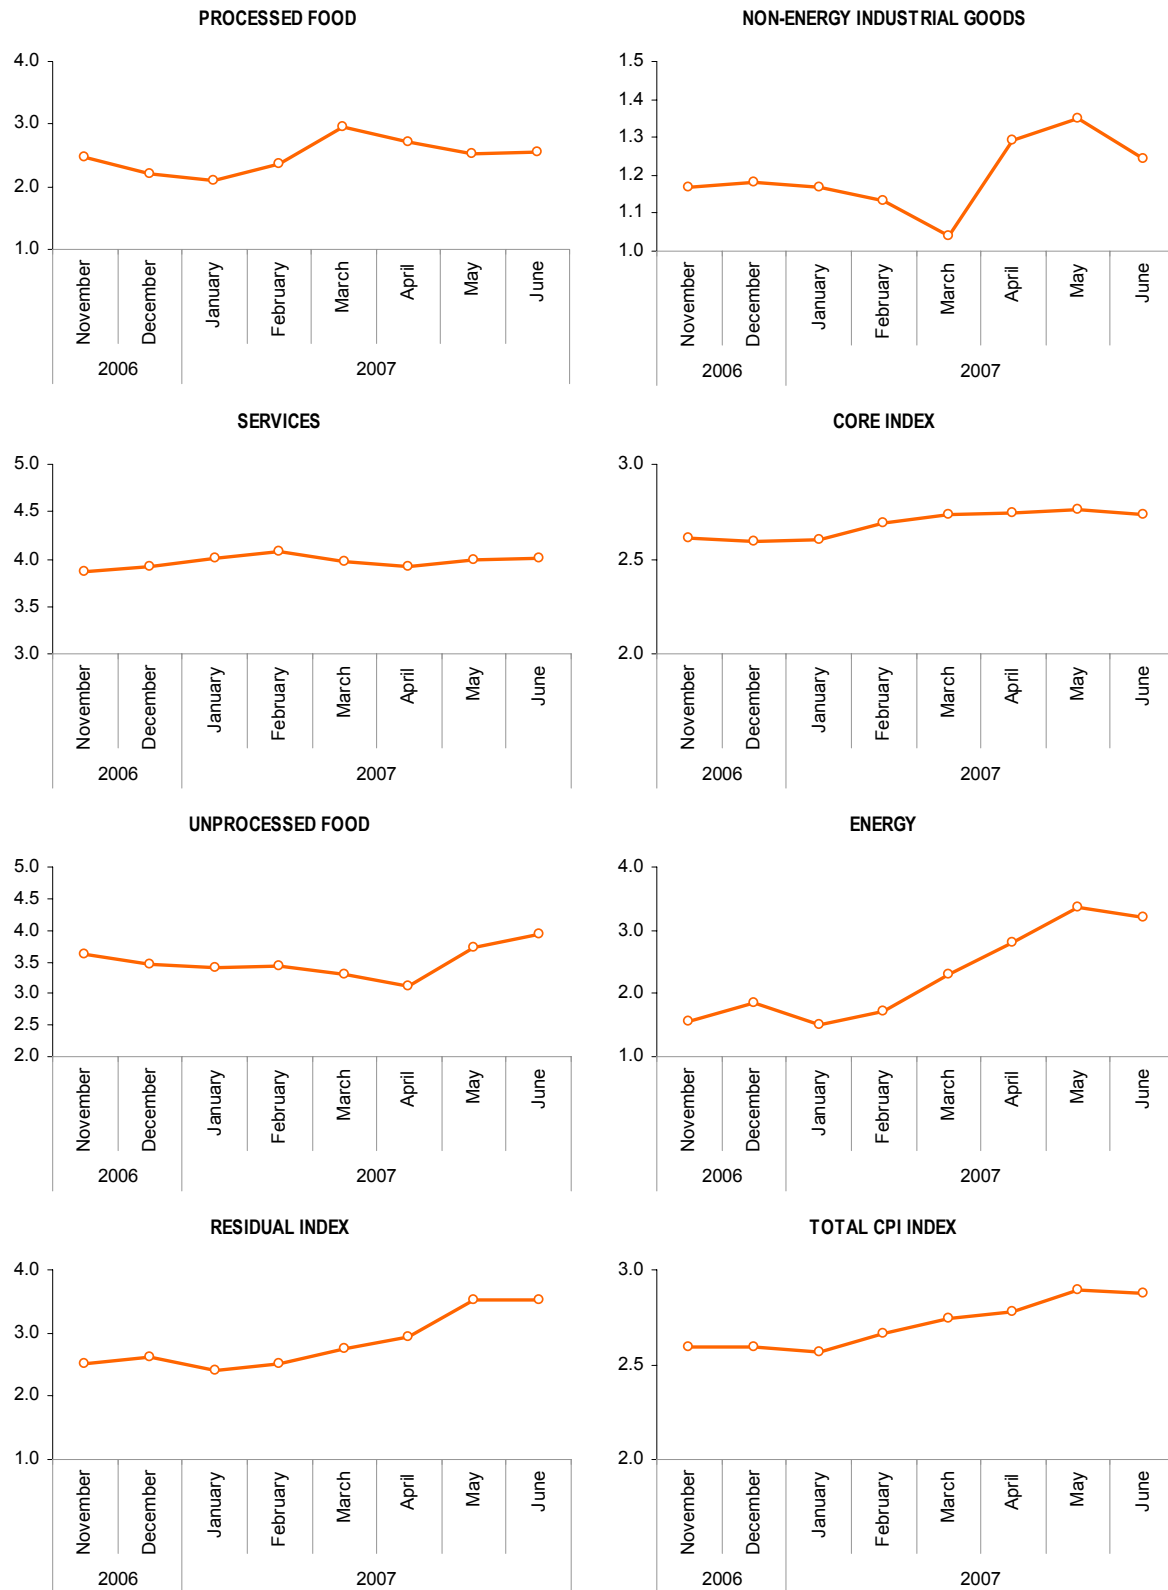 PROCESSED FOOD
4.0
3.0
2.0
1.0
November
December
January
February
March
April
May
June
2006
2007
NON-ENERGY INDUSTRIAL GOODS
1.5
1.4
1.3
1.2
1.1
1.0
November
December
January
February
March
April
May
June
2006
2007
SERVICES
5.0
4.5
4.0
3.5
3.0
November
December
January
February
March
April
May
June
2006
2007
CORE INDEX
3.0
2.5
2.0
November
December
January
February
March
April
May
June
2006
2007
UNPROCESSED FOOD
5.0
4.5
4.0
3.5
3.0
2.5
2.0
November
December
January
February
March
April
May
June
2006
2007
ENERGY
4.0
3.0
2.0
1.0
November
December
January
February
March
April
May
June
2006
2007
RESIDUAL INDEX
4.0
3.0
2.0
1.0
November
December
January
February
March
April
May
June
2006
2007
TOTAL CPI INDEX
3.0
2.5
2.0
November
December
January
February
March
April
May
June
2006
2007